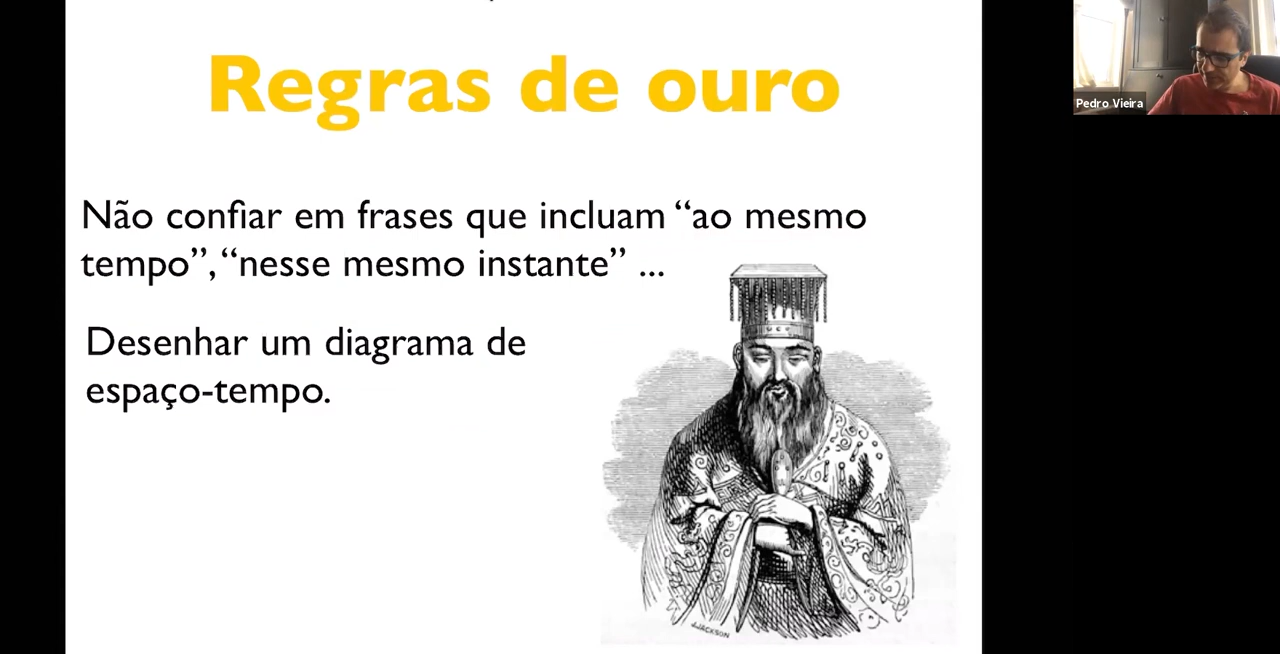 Regras de ouro
Pedro Vieira
Não confiar em frases que incluam “ao mesmo
tempo”, “nesse mesmo instante” ...
Desenhar um diagrama de
espaço-tempo.
J.JACKSON